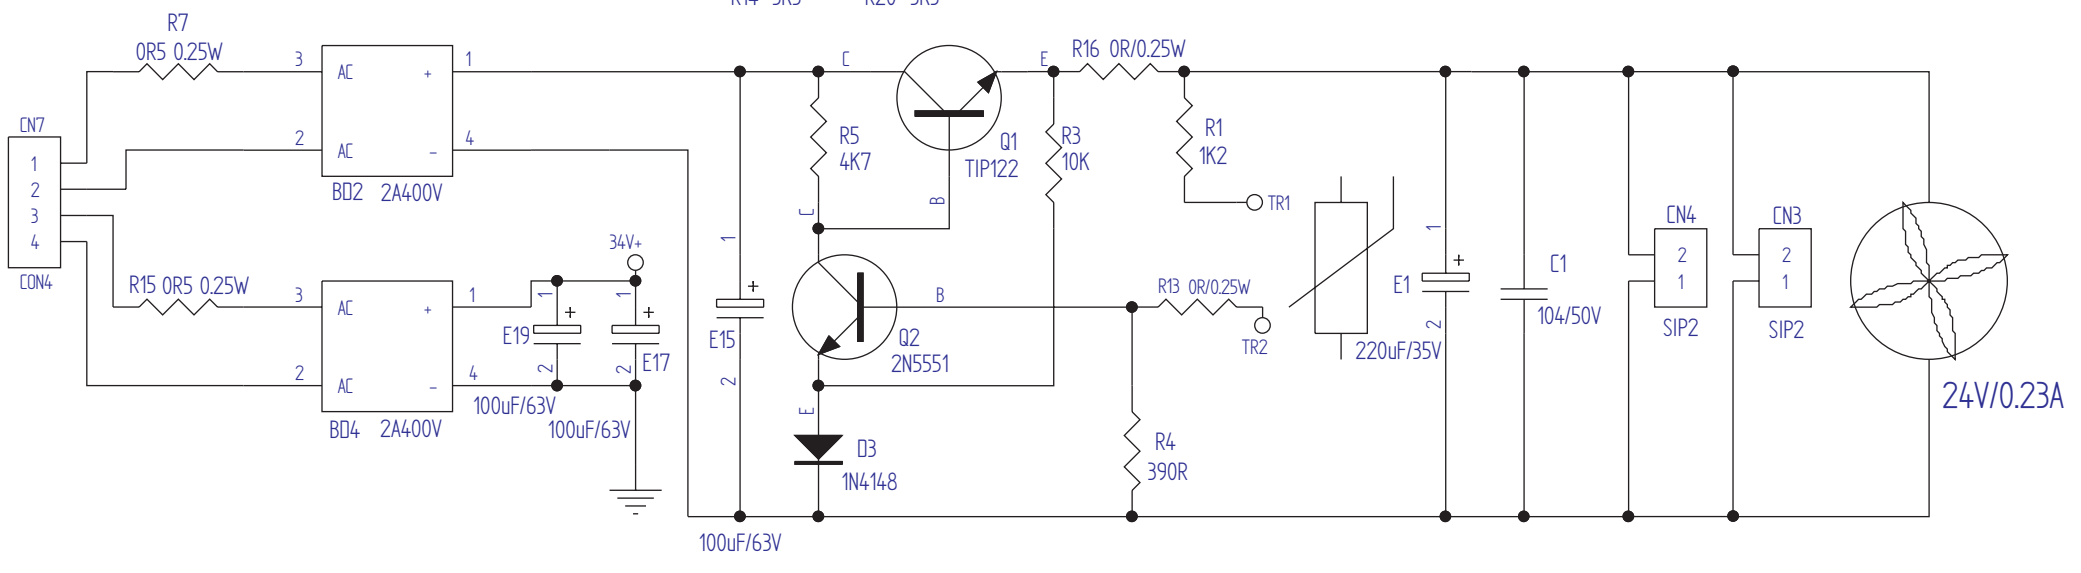 R14 3R3 R20 3R3
R7
0R5 0.25W
3 AC + 1
2 AC - 4
BD2 2A400V
CN7
1
2
3
4
CON4
R15 0R5 0.25W
3 AC + 1
2 AC - 4
BD4 2A400V
34V+
1 + 1 +
E19
E17
2 2
100uF/63V
100uF/63V
1
+
E15
2
100uF/63V
C E
R5
4K7
Q1
TIP122
B
C
R3
10K
R16 0R/0.25W
R1
1K2
TR1
B
Q2
2N5551
E
D3
1N4148
R13 0R/0.25W
TR2
R4
390R
1
+
E1
2
220uF/35V
C1
104/50V
CN4
2
1
SIP2
CN3
2
1
SIP2
24V/0.23A